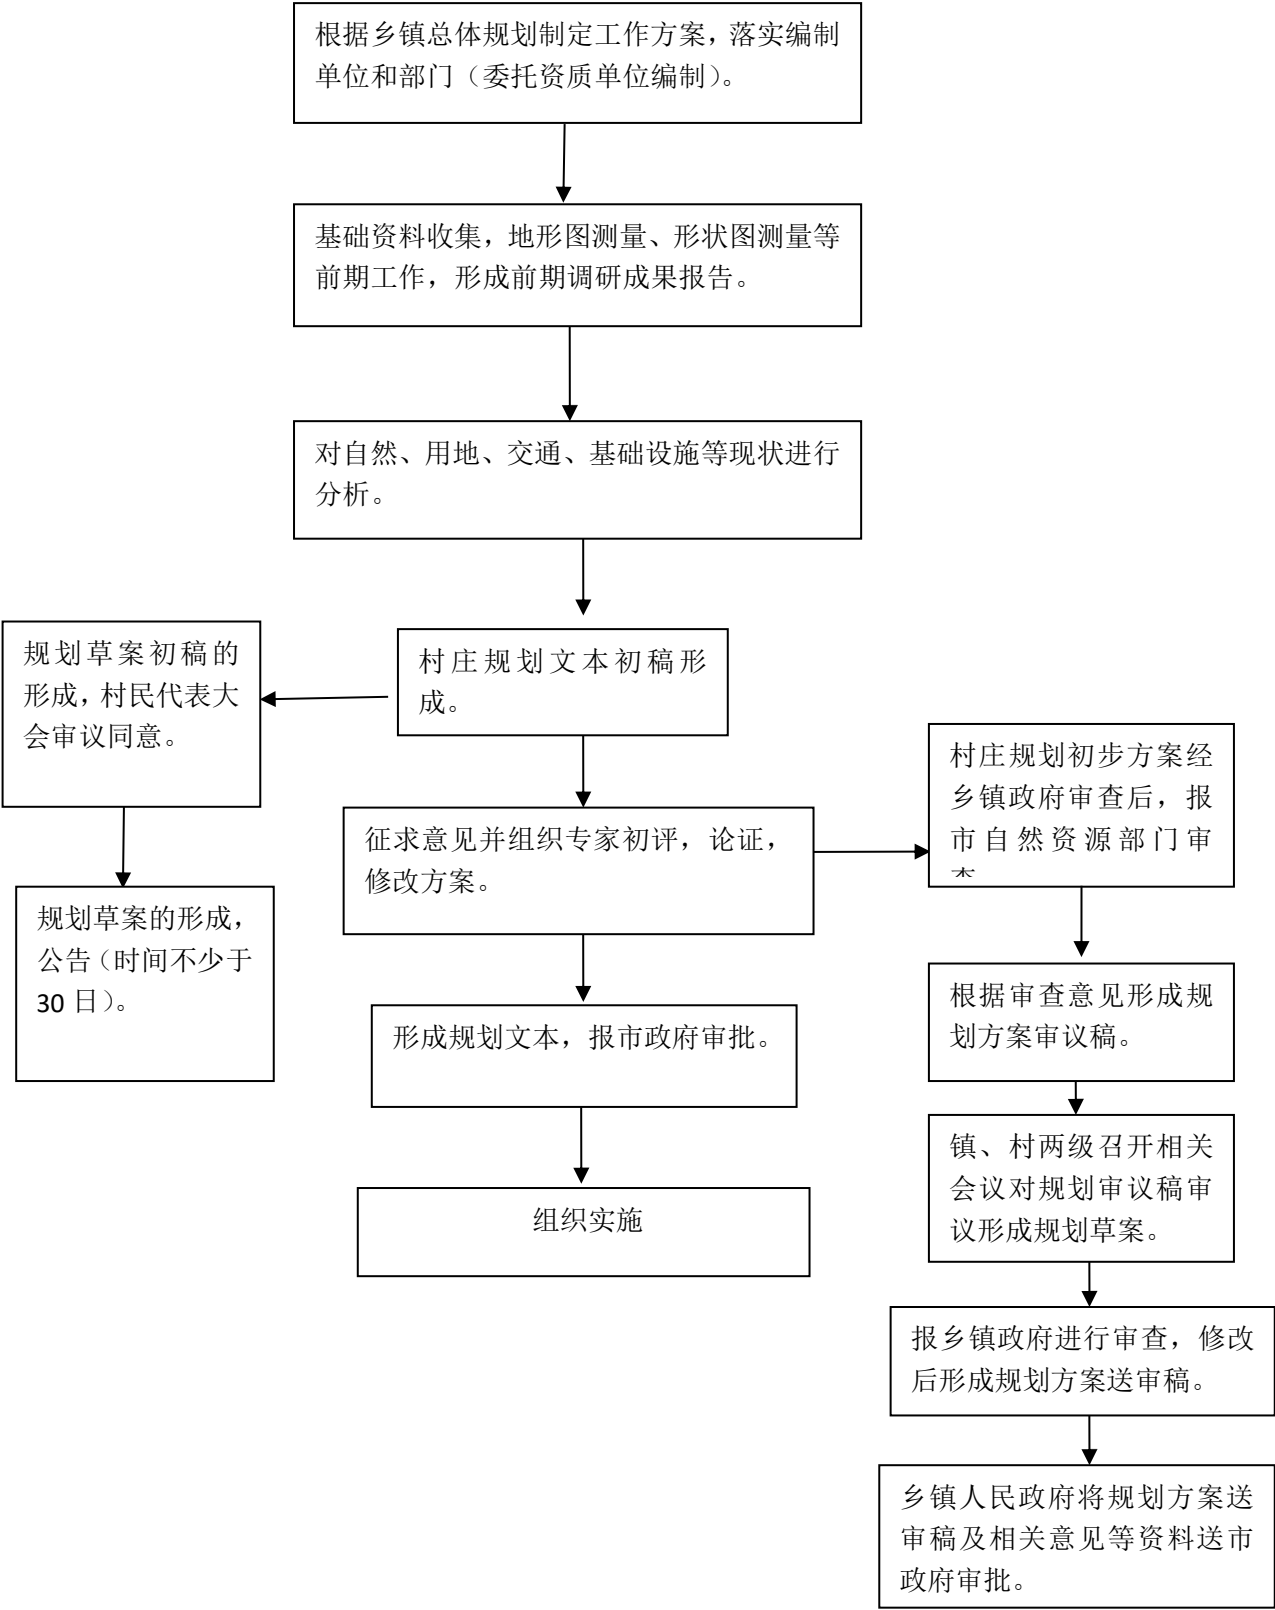 根据乡镇总体规划制定工作方案，落实编制
单位和部门（委托资质单位编制）。
基础资料收集，地形图测量、形状图测量等
前期工作，形成前期调研成果报告。
对自然、用地、交通、基础设施等现状进行
分析。
村庄规划文本初稿形
成。
规划草案初稿的
形成，村民代表大
会审议同意。
规划草案的形成，
公告（时间不少于
30 日）。
征求意见并组织专家初评，论证，
修改方案。
形成规划文本，报市政府审批。
组织实施
村庄规划初步方案经
乡镇政府审查后，报
市自然资源部门审
根据审查意见形成规
划方案审议稿。
镇、村两级召开相关
会议对规划审议稿审
议形成规划草案。
报乡镇政府进行审查，修改
后形成规划方案送审稿。
乡镇人民政府将规划方案送
审稿及相关意见等资料送市
政府审批。